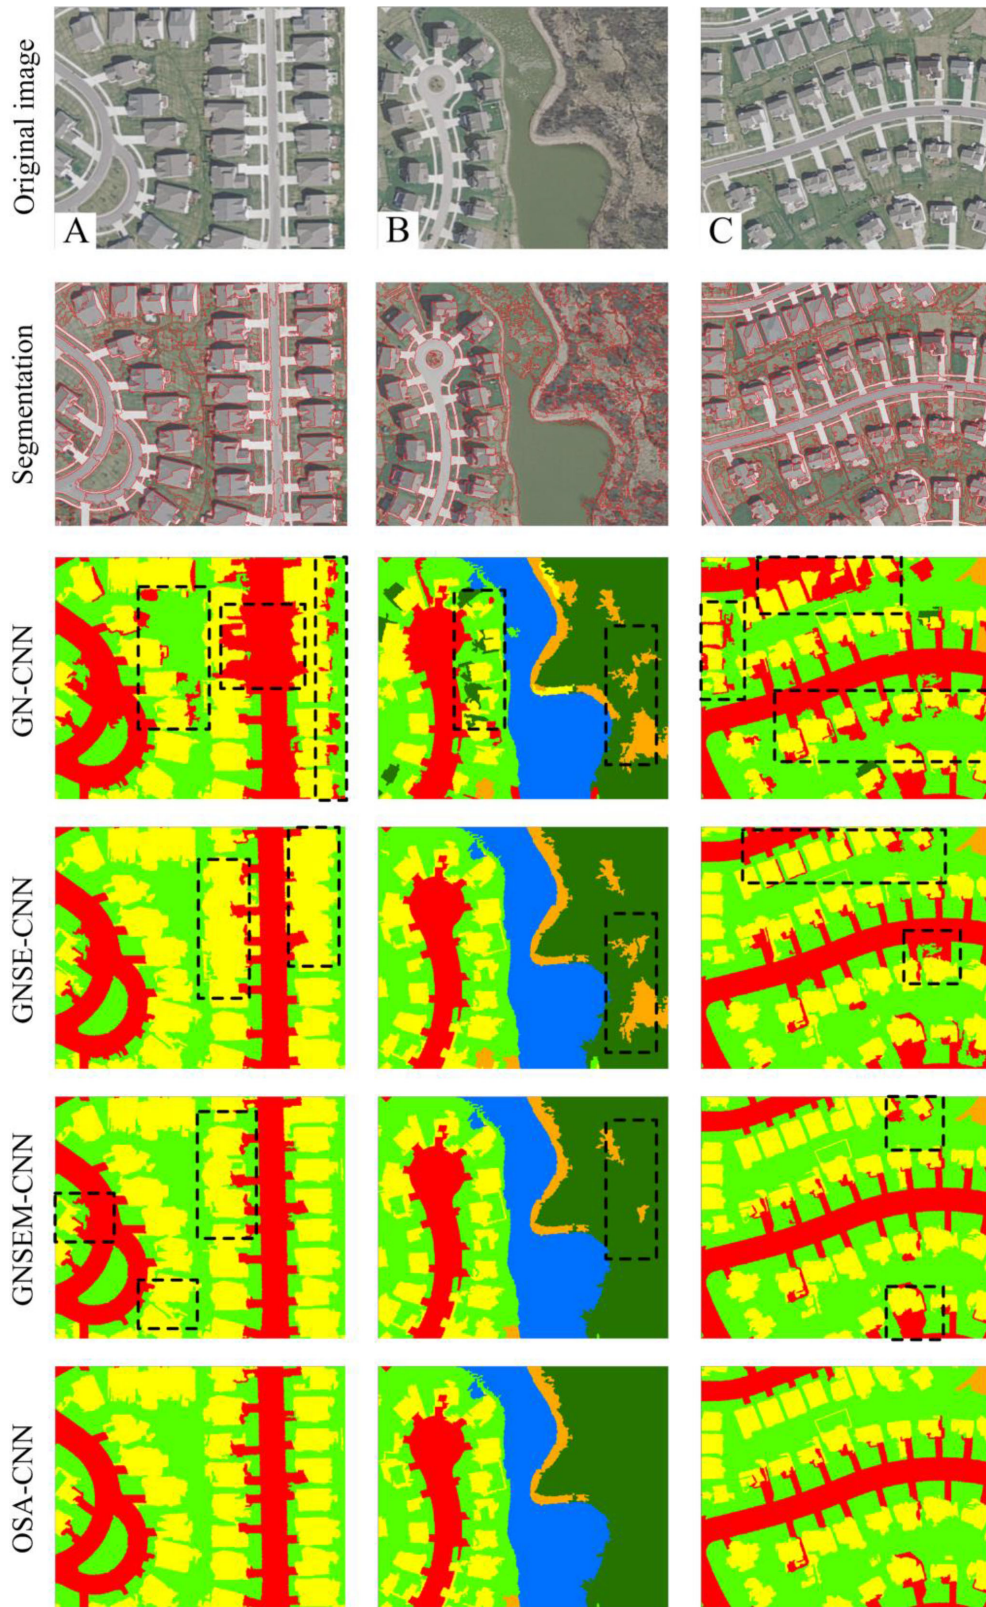 Original image
A
B
C
Segmentation
GN-CNN
GNSE-CNN
GNSEM-CNN
OSA-CNN